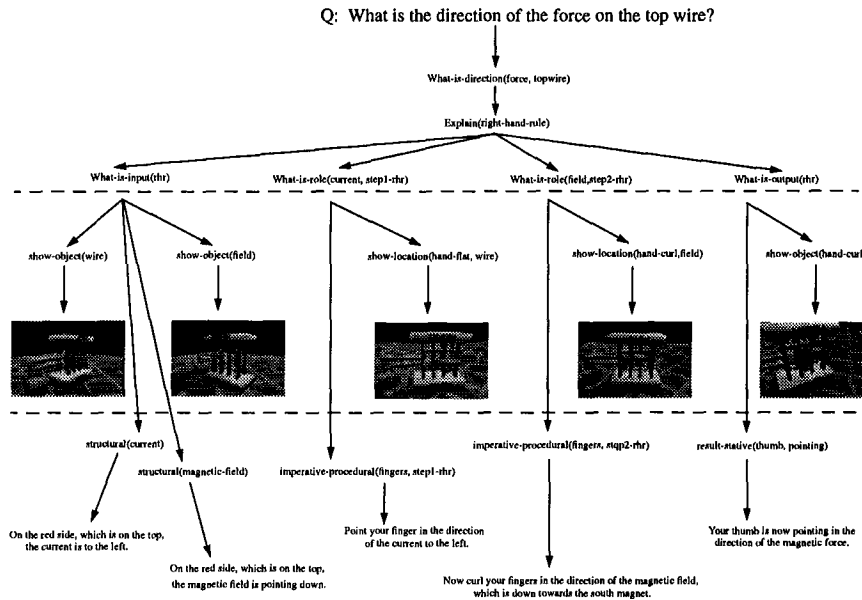 Q: What is the direction of the force on the top wire?
What-is-direction(force, topwire)
Explain(right-hand-rule)
What-is-input(rhr)
What-is-role(current, step1-rhr)
What-is-role(field,step2-rhr)
What-is-output(rhr)
show-object(wire)
show-object(field)
show-location(hand-flat, wire)
show-location(hand-curl,field)
show-object(hand-curl
structural(current)
structural(magnetic-field)
imperative-procedural(fingers, step1-rhr)
imperative-procedural(fingers, stqp2-rhr)
result-stative(thumb, pointing)
On the red side, which is on the top,
the current is to the left.
On the red side, which is on the top,
the magnetic field is pointing down.
Point your finger in the direction
of the current to the left.
Now curl your fingers in the direction of the magnetic field,
which is down towards the south magnet.
Your thumb is now pointing in the
direction of the magnetic force.